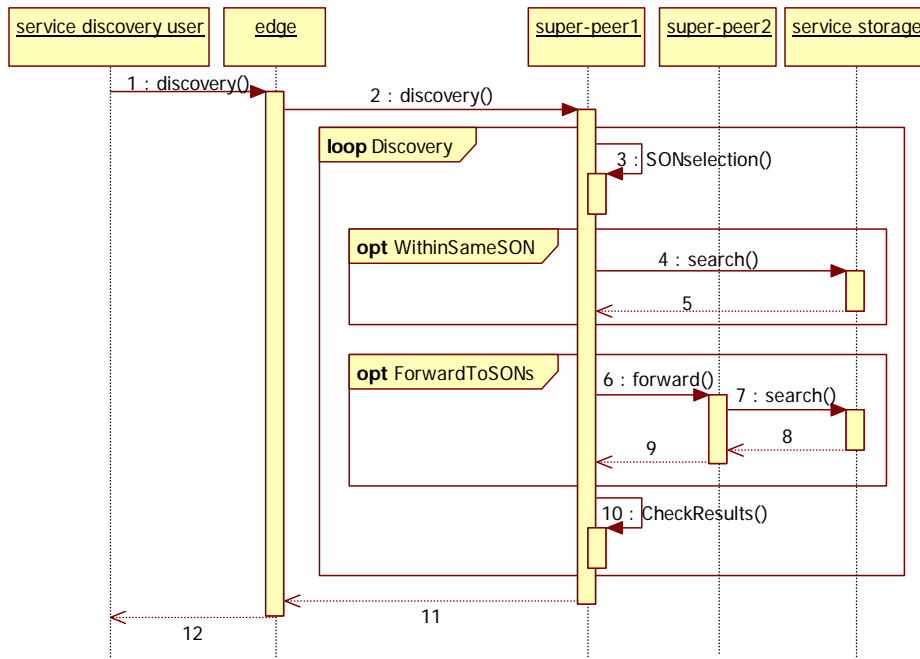 service discovery user
edge
super-peer1
super-peer2
service storage
1 : discovery()
2 : discovery()
loop Discovery
3 : SONselection()
opt WithinSameSON
4 : search()
5
opt ForwardToSONs
6 : forward()
7 : search()
8
9
10 : CheckResults()
11
12